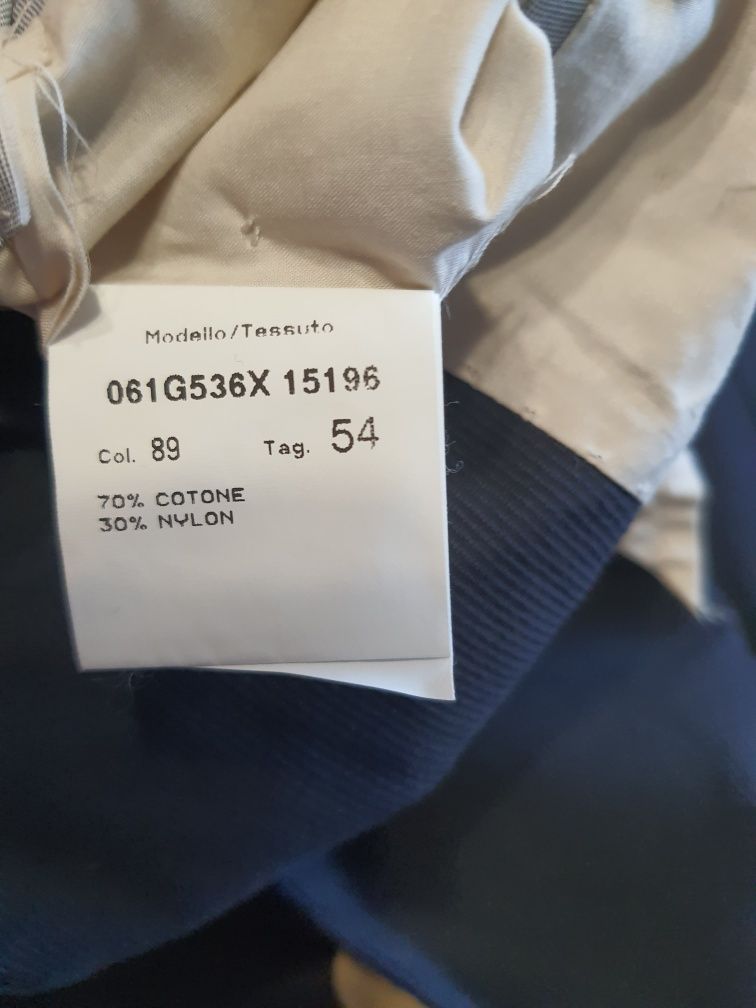 Modello/Tessuto
061G536X 15196
Col. 89 Tag. 54
70% COTONE
30% NYLON